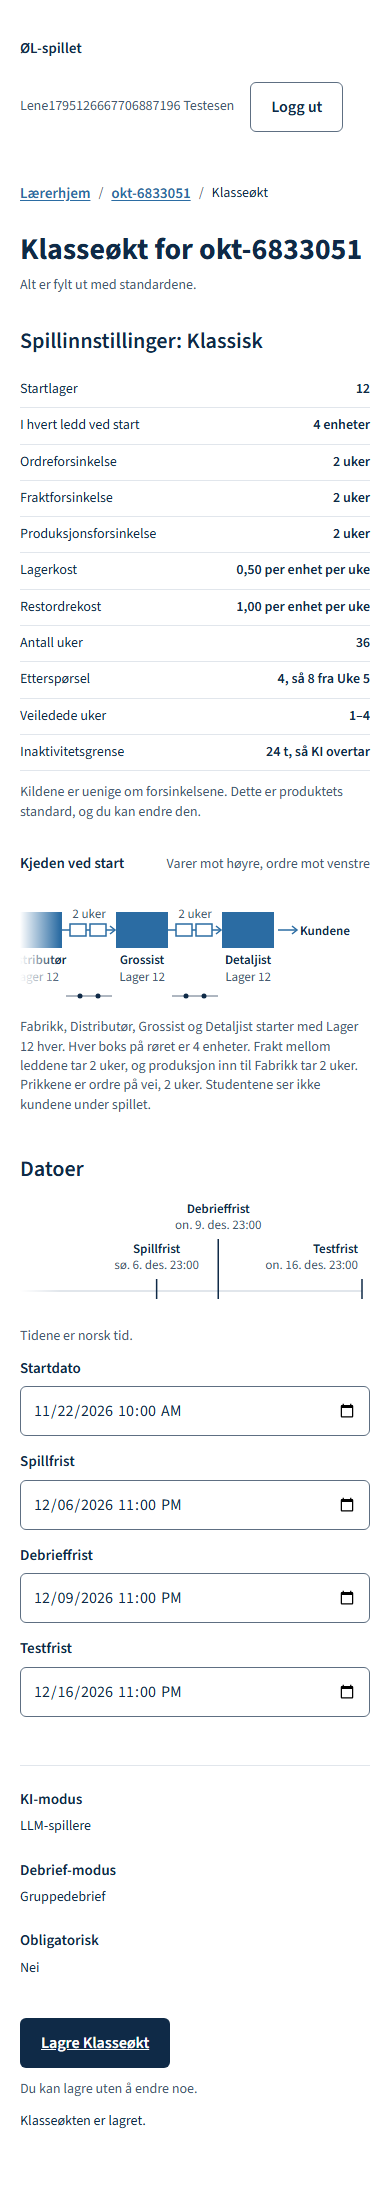 ØL-spillet
Lene1795126667706887196 Testesen
Logg ut
Lærerhjem / okt-6833051 / Klasseøkt
Klasseøkt for okt-6833051
Alt er fylt ut med standardene.
Spillinnstillinger: Klassisk
Startlager 12
I hvert ledd ved start 4 enheter
Ordreforsinkelse 2 uker
Fraktforsinkelse 2 uker
Produksjonsforsinkelse 2 uker
Lagerkost 0,50 per enhet per uke
Restordrekost 1,00 per enhet per uke
Antall uker 36
Etterspørsel 4, så 8 fra Uke 5
Veiledede uker 1–4
Inaktivitetsgrense 24 t, så KI overtar
Kildene er uenige om forsinkelsene. Dette er produktets
standard, og du kan endre den.
Kjeden ved start Varer mot høyre, ordre mot venstre
2 uker 2 uker
Kundene
tributør Grossist Detaljist
ger 12 Lager 12 Lager 12
Fabrikk, Distributør, Grossist og Detaljist starter med Lager
12 hver. Hver boks på røret er 4 enheter. Frakt mellom
leddene tar 2 uker, og produksjon inn til Fabrikk tar 2 uker.
Prikkene er ordre på vei, 2 uker. Studentene ser ikke
kundene under spillet.
Datoer
Debrieffrist
on. 9. des. 23:00
Spillfrist Testfrist
sø. 6. des. 23:00 on. 16. des. 23:00
Tidene er norsk tid.
Startdato
11/22/2026 10:00 AM
Spillfrist
12/06/2026 11:00 PM
Debrieffrist
12/09/2026 11:00 PM
Testfrist
12/16/2026 11:00 PM
KI-modus
LLM-spillere
Debrief-modus
Gruppedebrief
Obligatorisk
Nei
Lagre Klasseøkt
Du kan lagre uten å endre noe.
Klasseøkten er lagret.